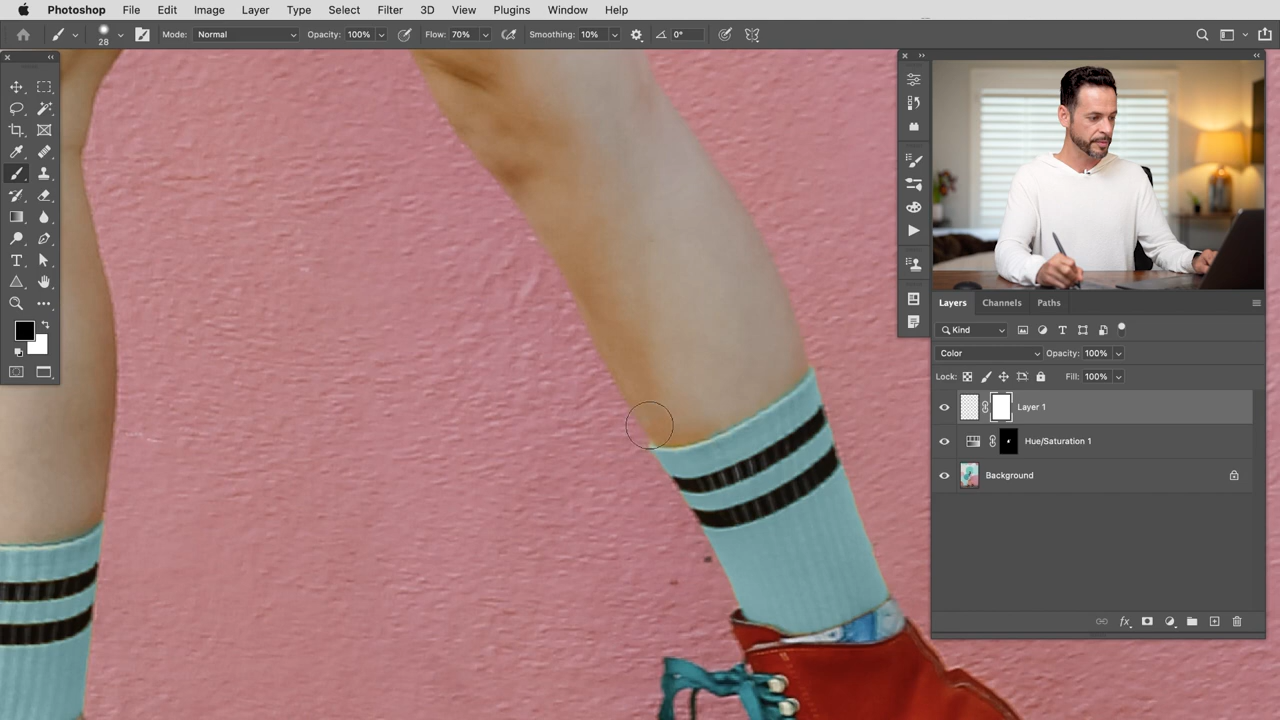 Photoshop File Edit Image Layer Type Select Filter 3D View Plugins Window Help
28 Mode: Normal Opacity: 100% Flow: 70% Smoothing: 10% 0°
Layers Channels Paths
Kind
Color Opacity: 100%
Lock: Fill: 100%
Layer 1
Hue/Saturation 1
Background
fx